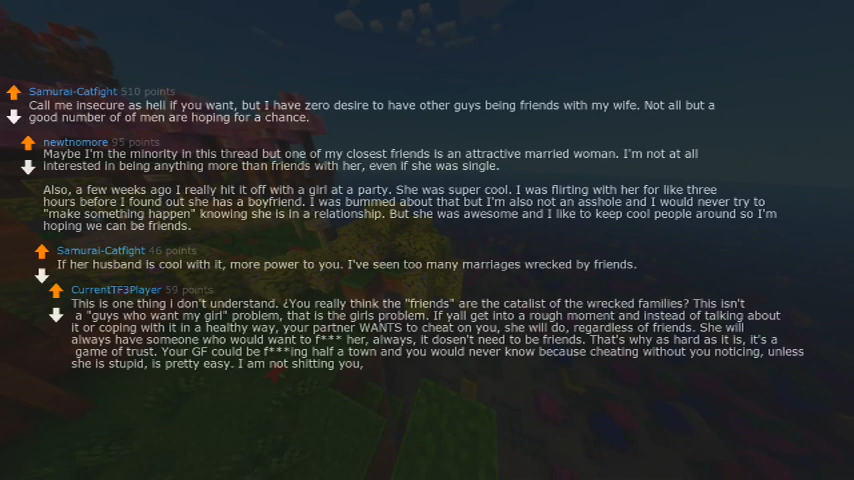 Samurai-Catfight 510 points
Call me insecure as hell if you want, but I have zero desire to have other guys being friends with my wife. Not all but a
good number of of men are hoping for a chance.
newtnomore 95 points
Maybe I'm the minority in this thread but one of my closest friends is an attractive married woman. I'm not at all
interested in being anything more than friends with her, even if she was single.
Also, a few weeks ago I really hit it off with a girl at a party. She was super cool. I was flirting with her for like three
hours before I found out she has a boyfriend. I was bummed about that but I'm also not an asshole and I would never try to
"make something happen" knowing she is in a relationship. But she was awesome and I like to keep cool people around so I'm
hoping we can be friends.
Samurai-Catfight 46 points
If her husband is cool with it, more power to you. I've seen too many marriages wrecked by friends.
CurrentTF3Player 59 points
This is one thing i don't understand. ¿You really think the "friends" are the catalist of the wrecked families? This isn't
a "guys who want my girl" problem, that is the girls problem. If yall get into a rough moment and instead of talking about
it or coping with it in a healthy way, your partner WANTS to cheat on you, she will do, regardless of friends. She will
always have someone who would want to f*** her, always, it dosen't need to be friends. That's why as hard as it is, it's a
game of trust. Your GF could be f***ing half a town and you would never know because cheating without you noticing, unless
she is stupid, is pretty easy. I am not shitting you,